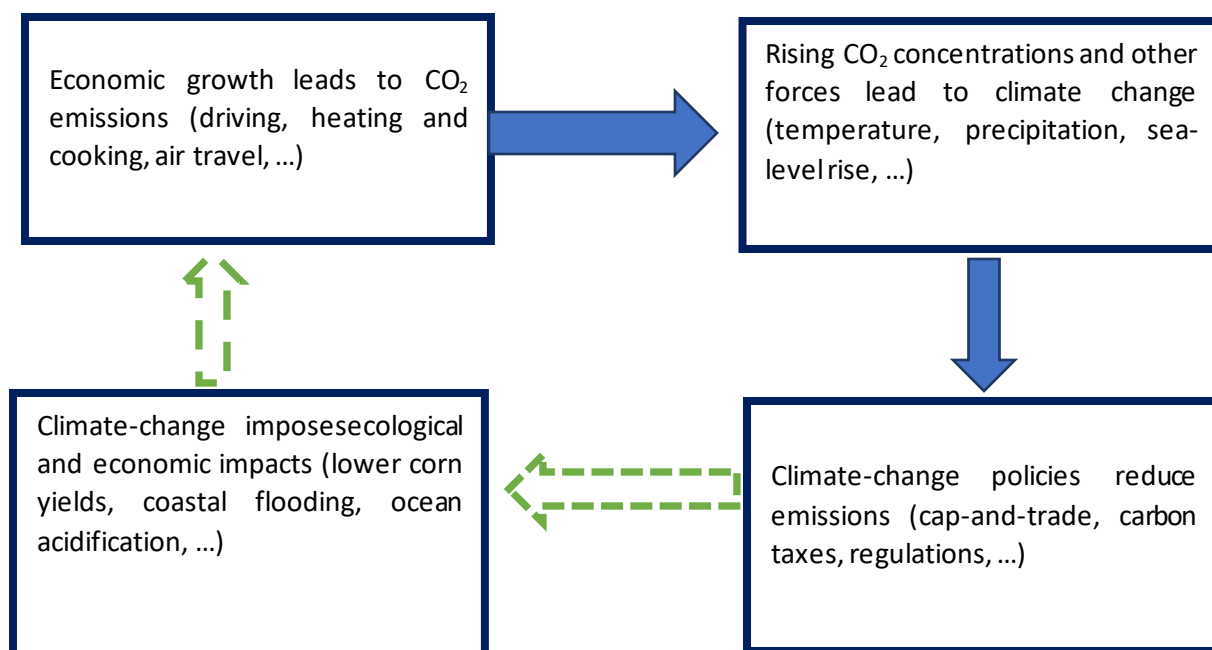 Economic growth leads to CO₂
emissions (driving, heating and
cooking, air travel, ...)
Rising CO₂ concentrations and other
forces lead to climate change
(temperature, precipitation, sea-
level rise, ...)
Climate-change imposesecological
and economic impacts (lower corn
yields, coastal flooding, ocean
acidification, ...)
Climate-change policies reduce
emissions (cap-and-trade, carbon
taxes, regulations, ...)